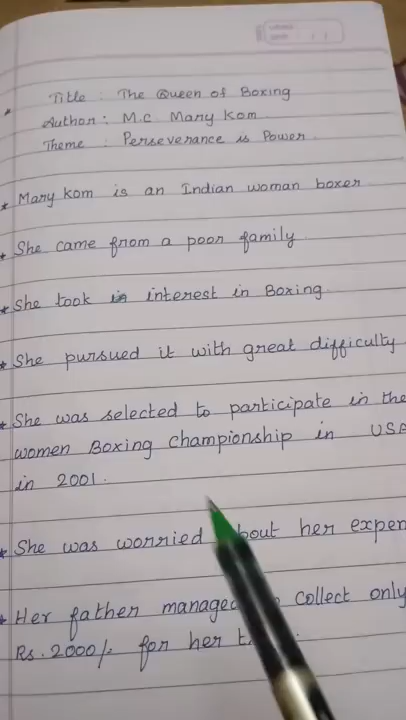 Title : The Queen of Boxing
Author : M.C Mary Kom
Theme : Perseverance is Power
* Mary kom is an Indian woman boxer
* She came from a poor family
* She took interest in Boxing
* She pursued it with great difficulty
* She was selected to participate in the
women Boxing championship in USA
in 2001.
* She was worried about her expen
* Her father managed collect only
Rs. 2000/- for her